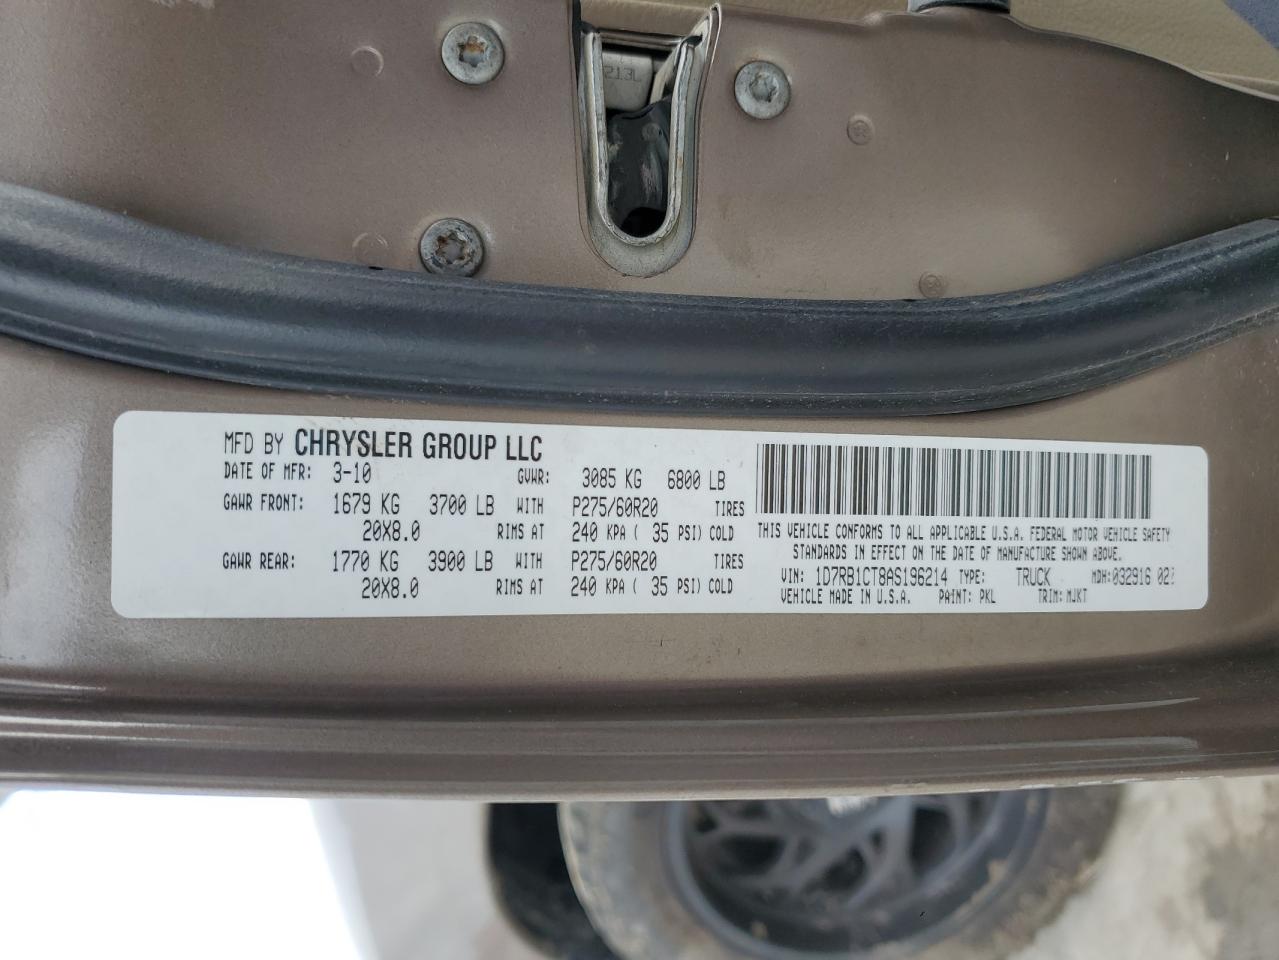 MFD BY CHRYSLER GROUP LLC
DATE OF MFR: 3-10 GVWR: 3085 KG 6800 LB
GAWR FRONT: 1679 KG 3700 LB WITH P275/60R20 TIRES
20X8.0 RIMS AT 240 KPA ( 35 PSI) COLD
GAWR REAR: 1770 KG 3900 LB WITH P275/60R20 TIRES
20X8.0 RIMS AT 240 KPA ( 35 PSI) COLD
THIS VEHICLE CONFORMS TO ALL APPLICABLE U.S.A. FEDERAL MOTOR VEHICLE SAFETY
STANDARDS IN EFFECT ON THE DATE OF MANUFACTURE SHOWN ABOVE.
VIN: 1D7RB1CT8AS196214 TYPE: TRUCK MDH:032916
VEHICLE MADE IN U.S.A. PAINT: PKL TRIM: MJKT